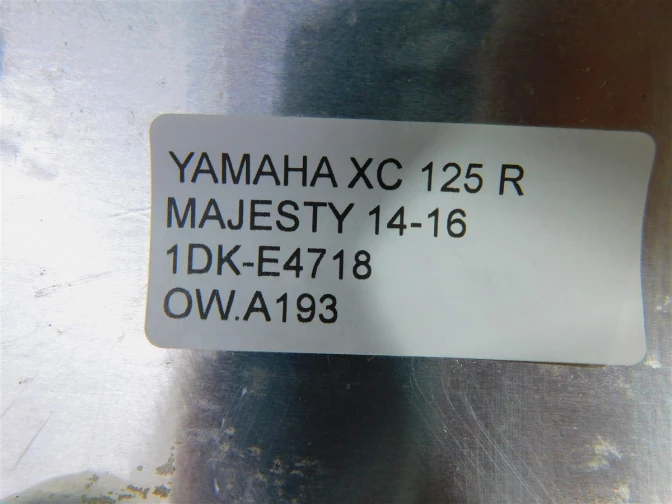 YAMAHA XC 125 R
MAJESTY 14-16
1DK-E4718
OW.A193